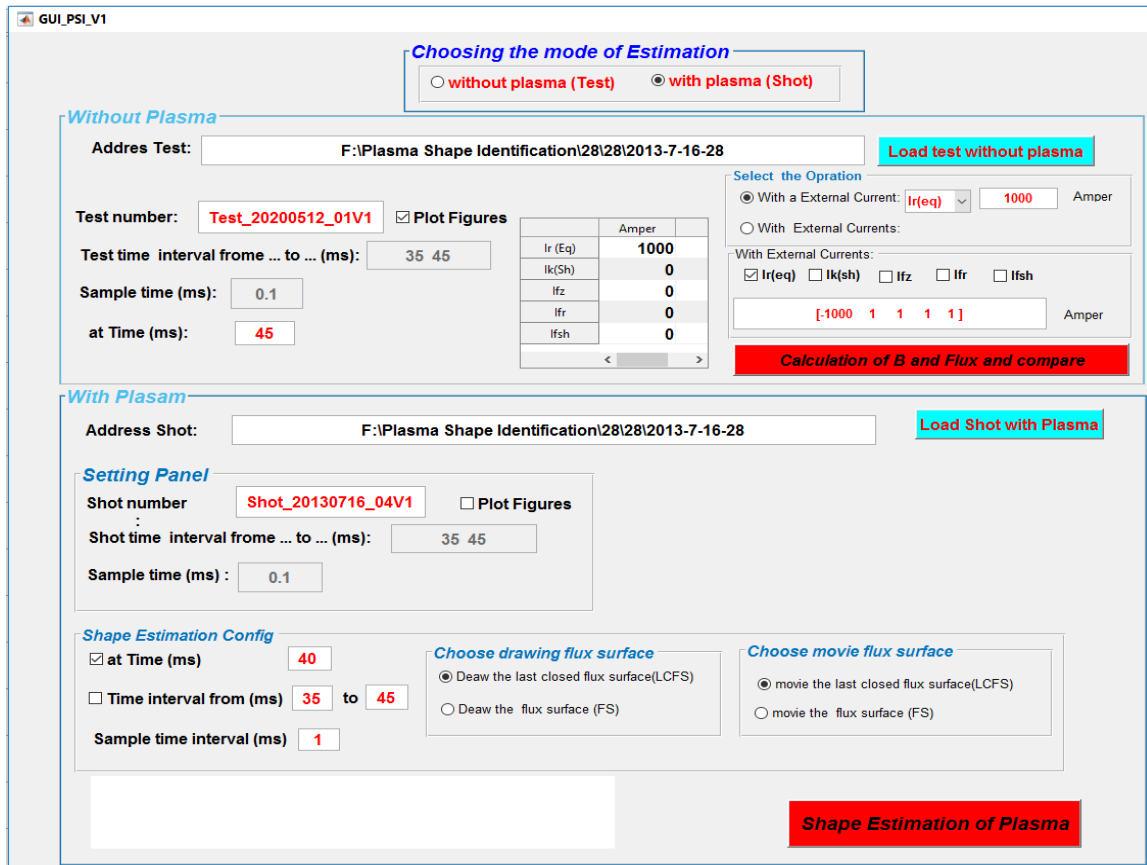 GUI_PSI_V1
Choosing the mode of Estimation
without plasma (Test) with plasma (Shot)
Without Plasma
Addres Test: F:\Plasma Shape Identification\28\28\2013-7-16-28 Load test without plasma
Select the Opration
With a External Current: Ir(eq) 1000 Amper
With External Currents:
Test number: Test_20200512_01V1 Plot Figures
Test time interval frome ... to ... (ms): 35 45
Sample time (ms): 0.1
at Time (ms): 45
Amper
Ir (Eq) 1000
Ik(Sh) 0
Ifz 0
Ifr 0
Ifsh 0
With External Currents:
Ir(eq) Ik(sh) Ifz Ifr Ifsh
[-1000 1 1 1 1 ] Amper
Calculation of B and Flux and compare
With Plasam
Address Shot: F:\Plasma Shape Identification\28\28\2013-7-16-28 Load Shot with Plasma
Setting Panel
Shot number Shot_20130716_04V1 Plot Figures
:
Shot time interval frome ... to ... (ms): 35 45
Sample time (ms) : 0.1
Shape Estimation Config
at Time (ms) 40
Time interval from (ms) 35 to 45
Sample time interval (ms) 1
Choose drawing flux surface
Deaw the last closed flux surface(LCFS)
Deaw the flux surface (FS)
Choose movie flux surface
movie the last closed flux surface(LCFS)
movie the flux surface (FS)
Shape Estimation of Plasma